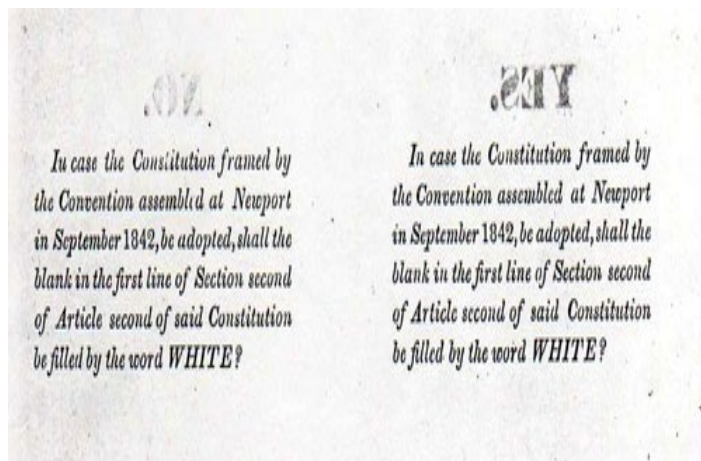 NO.
In case the Constitution framed by
the Convention assembled at Newport
in September 1842, be adopted, shall the
blank in the first line of Section second
of Article second of said Constitution
be filled by the word WHITE?
YES.
In case the Constitution framed by
the Convention assembled at Newport
in September 1842, be adopted, shall the
blank in the first line of Section second
of Article second of said Constitution
be filled by the word WHITE?